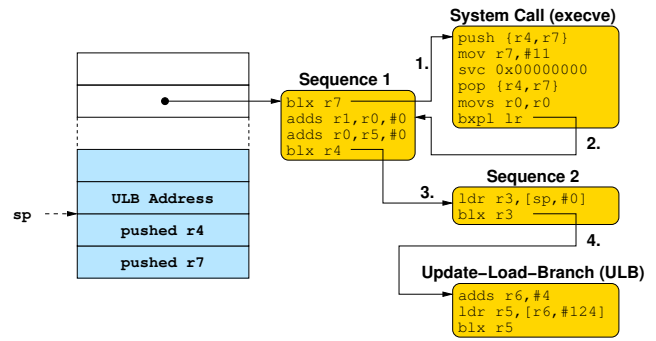 System Call (execve)
push {r4,r7}
mov r7,#11
svc 0x00000000
pop {r4,r7}
movs r0,r0
bxpl lr
1.
Sequence 1
blx r7
adds r1,r0,#0
adds r0,r5,#0
blx r4
2.
Sequence 2
3.
ldr r3,[sp,#0]
blx r3
ULB Address
sp
pushed r4
pushed r7
4.
Update-Load-Branch (ULB)
adds r6,#4
ldr r5,[r6,#124]
blx r5